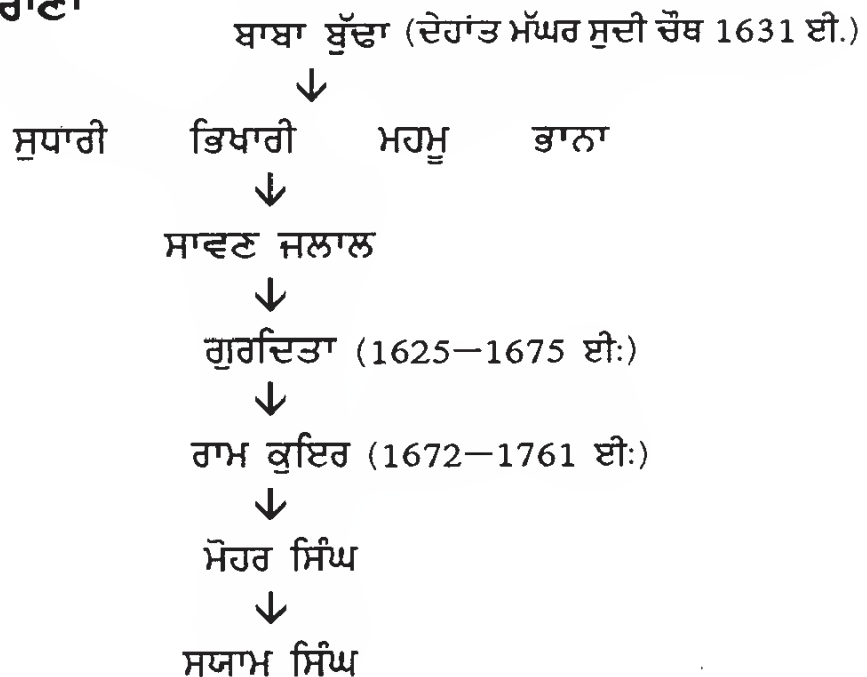 ਬਾਬਾ ਬੁੱਢਾ (ਦੇਹਾਂਤ ਮੱਘਰ ਸੁਦੀ ਚੌਥ 1631 ਈ.)
↓
ਸੁਧਾਰੀ ਭਿਖਾਰੀ ਮਹਮੂ ਭਾਨਾ
↓
ਸਾਵਣ ਜਲਾਲ
↓
ਗੁਰਦਿਤਾ (1625—1675 ਈਃ)
↓
ਰਾਮ ਕੁਇਰ (1672—1761 ਈਃ)
↓
ਮੋਹਰ ਸਿੰਘ
↓
ਸਯਾਮ ਸਿੰਘ